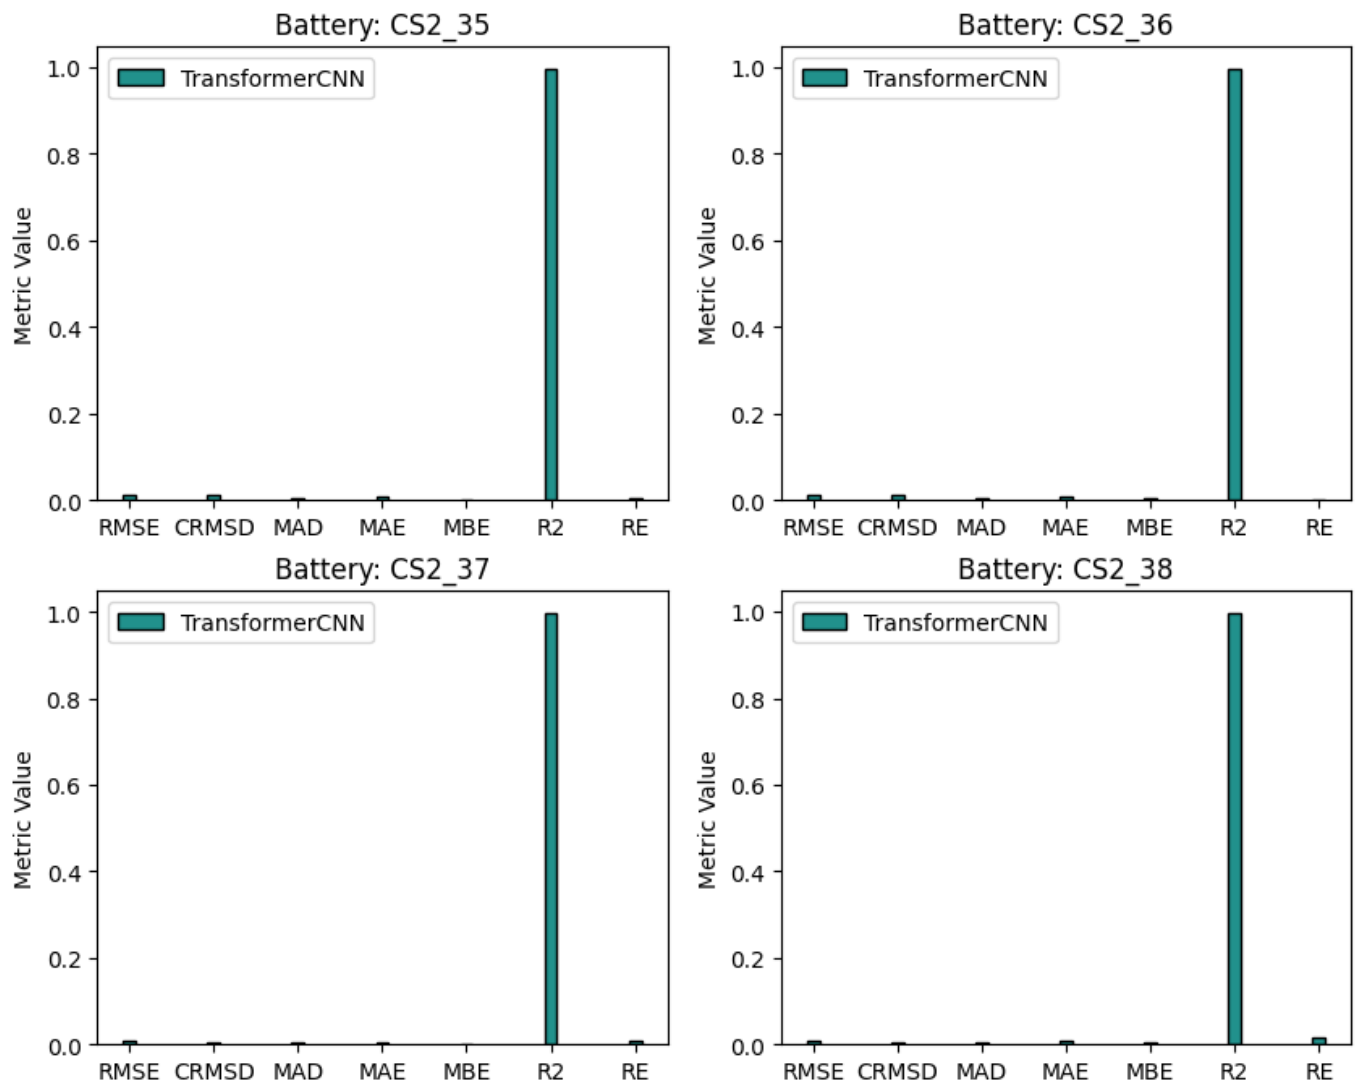 Battery: CS2_35
TransformerCNN
Metric Value
1.0
0.8
0.6
0.4
0.2
0.0
RMSE CRMSD MAD MAE MBE R2 RE
Battery: CS2_36
TransformerCNN
Metric Value
1.0
0.8
0.6
0.4
0.2
0.0
RMSE CRMSD MAD MAE MBE R2 RE
Battery: CS2_37
TransformerCNN
Metric Value
1.0
0.8
0.6
0.4
0.2
0.0
RMSE CRMSD MAD MAE MBE R2 RE
Battery: CS2_38
TransformerCNN
Metric Value
1.0
0.8
0.6
0.4
0.2
0.0
RMSE CRMSD MAD MAE MBE R2 RE